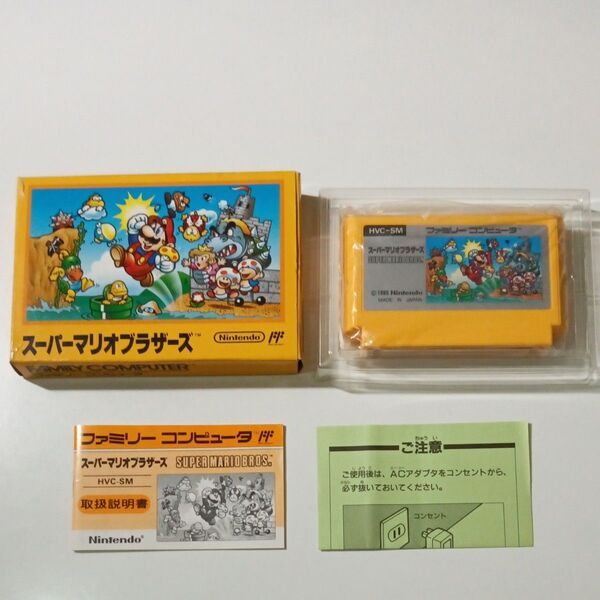 スーパーマリオブラザーズ™
Nintendo
FAMILY COMPUTER
HVC-SM
ファミリーコンピュータ™
スーパーマリオブラザーズ
SUPER MARIO BROS.
© 1985 Nintendo
MADE IN JAPAN
ファミリー コンピュータ
スーパーマリオブラザーズ
SUPER MARIO BROS.™
HVC-SM
取扱説明書
Nintendo
ご注意
ご使用後は、ACアダプタをコンセントから、
必ず抜いておいてください。
コンセント